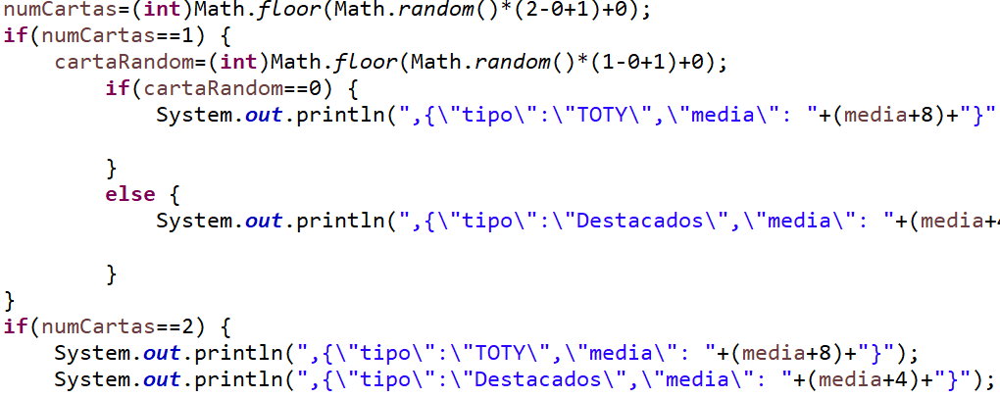 numCartas=(int)Math.floor(Math.random()*(2-0+1)+0);
if(numCartas==1) {
    cartaRandom=(int)Math.floor(Math.random()*(1-0+1)+0);
        if(cartaRandom==0) {
            System.out.println(",{\"tipo\":\"TOTY\",\"media\": "+(media+8)+"}"

        }
        else {
            System.out.println(",{\"tipo\":\"Destacados\",\"media\": "+(media+4

        }
}
if(numCartas==2) {
    System.out.println(",{\"tipo\":\"TOTY\",\"media\": "+(media+8)+"}");
    System.out.println(",{\"tipo\":\"Destacados\",\"media\": "+(media+4)+"}");